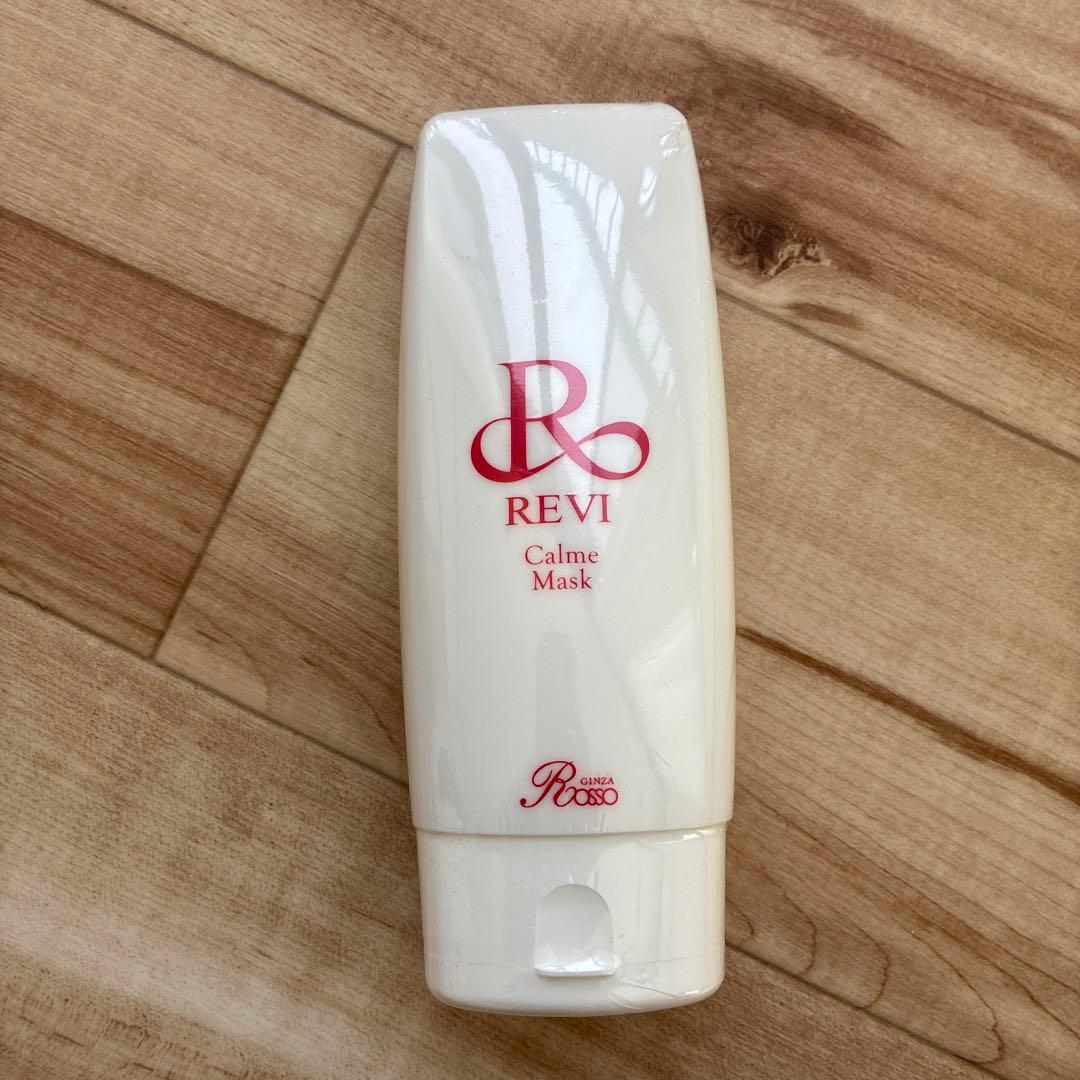 R
REVI
Calme
Mask
GINZA
Rosso